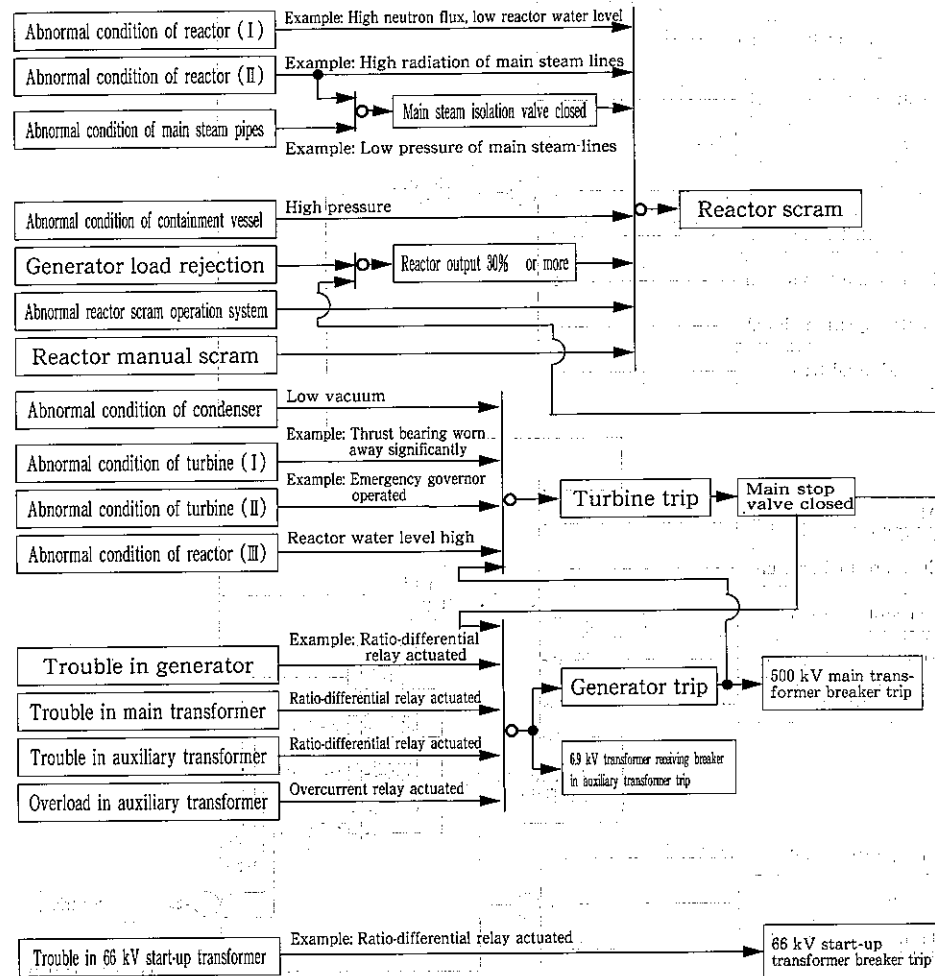 Abnormal condition of reactor (I)
Example: High neutron flux, low reactor water level
Abnormal condition of reactor (II)
Example: High radiation of main steam lines
Main steam isolation valve closed
Abnormal condition of main steam pipes
Example: Low pressure of main steam lines
Abnormal condition of containment vessel
High pressure
Reactor scram
Generator load rejection
Reactor output 30% or more
Abnormal reactor scram operation system
Reactor manual scram
Abnormal condition of condenser
Low vacuum
Abnormal condition of turbine (I)
Example: Thrust bearing worn
away significantly
Abnormal condition of turbine (II)
Example: Emergency governor
operated
Turbine trip
Main stop
valve closed
Abnormal condition of reactor (III)
Reactor water level high
Trouble in generator
Example: Ratio-differential
relay actuated
Generator trip
500 kV main trans-
former breaker trip
Trouble in main transformer
Ratio-differential relay actuated
Trouble in auxiliary transformer
Ratio-differential relay actuated
6.9 kV transformer receiving breaker
in auxiliary transformer trip
Overload in auxiliary transformer
Overcurrent relay actuated
Trouble in 66 kV start-up transformer
Example: Ratio-differential relay actuated
66 kV start-up
transformer breaker trip